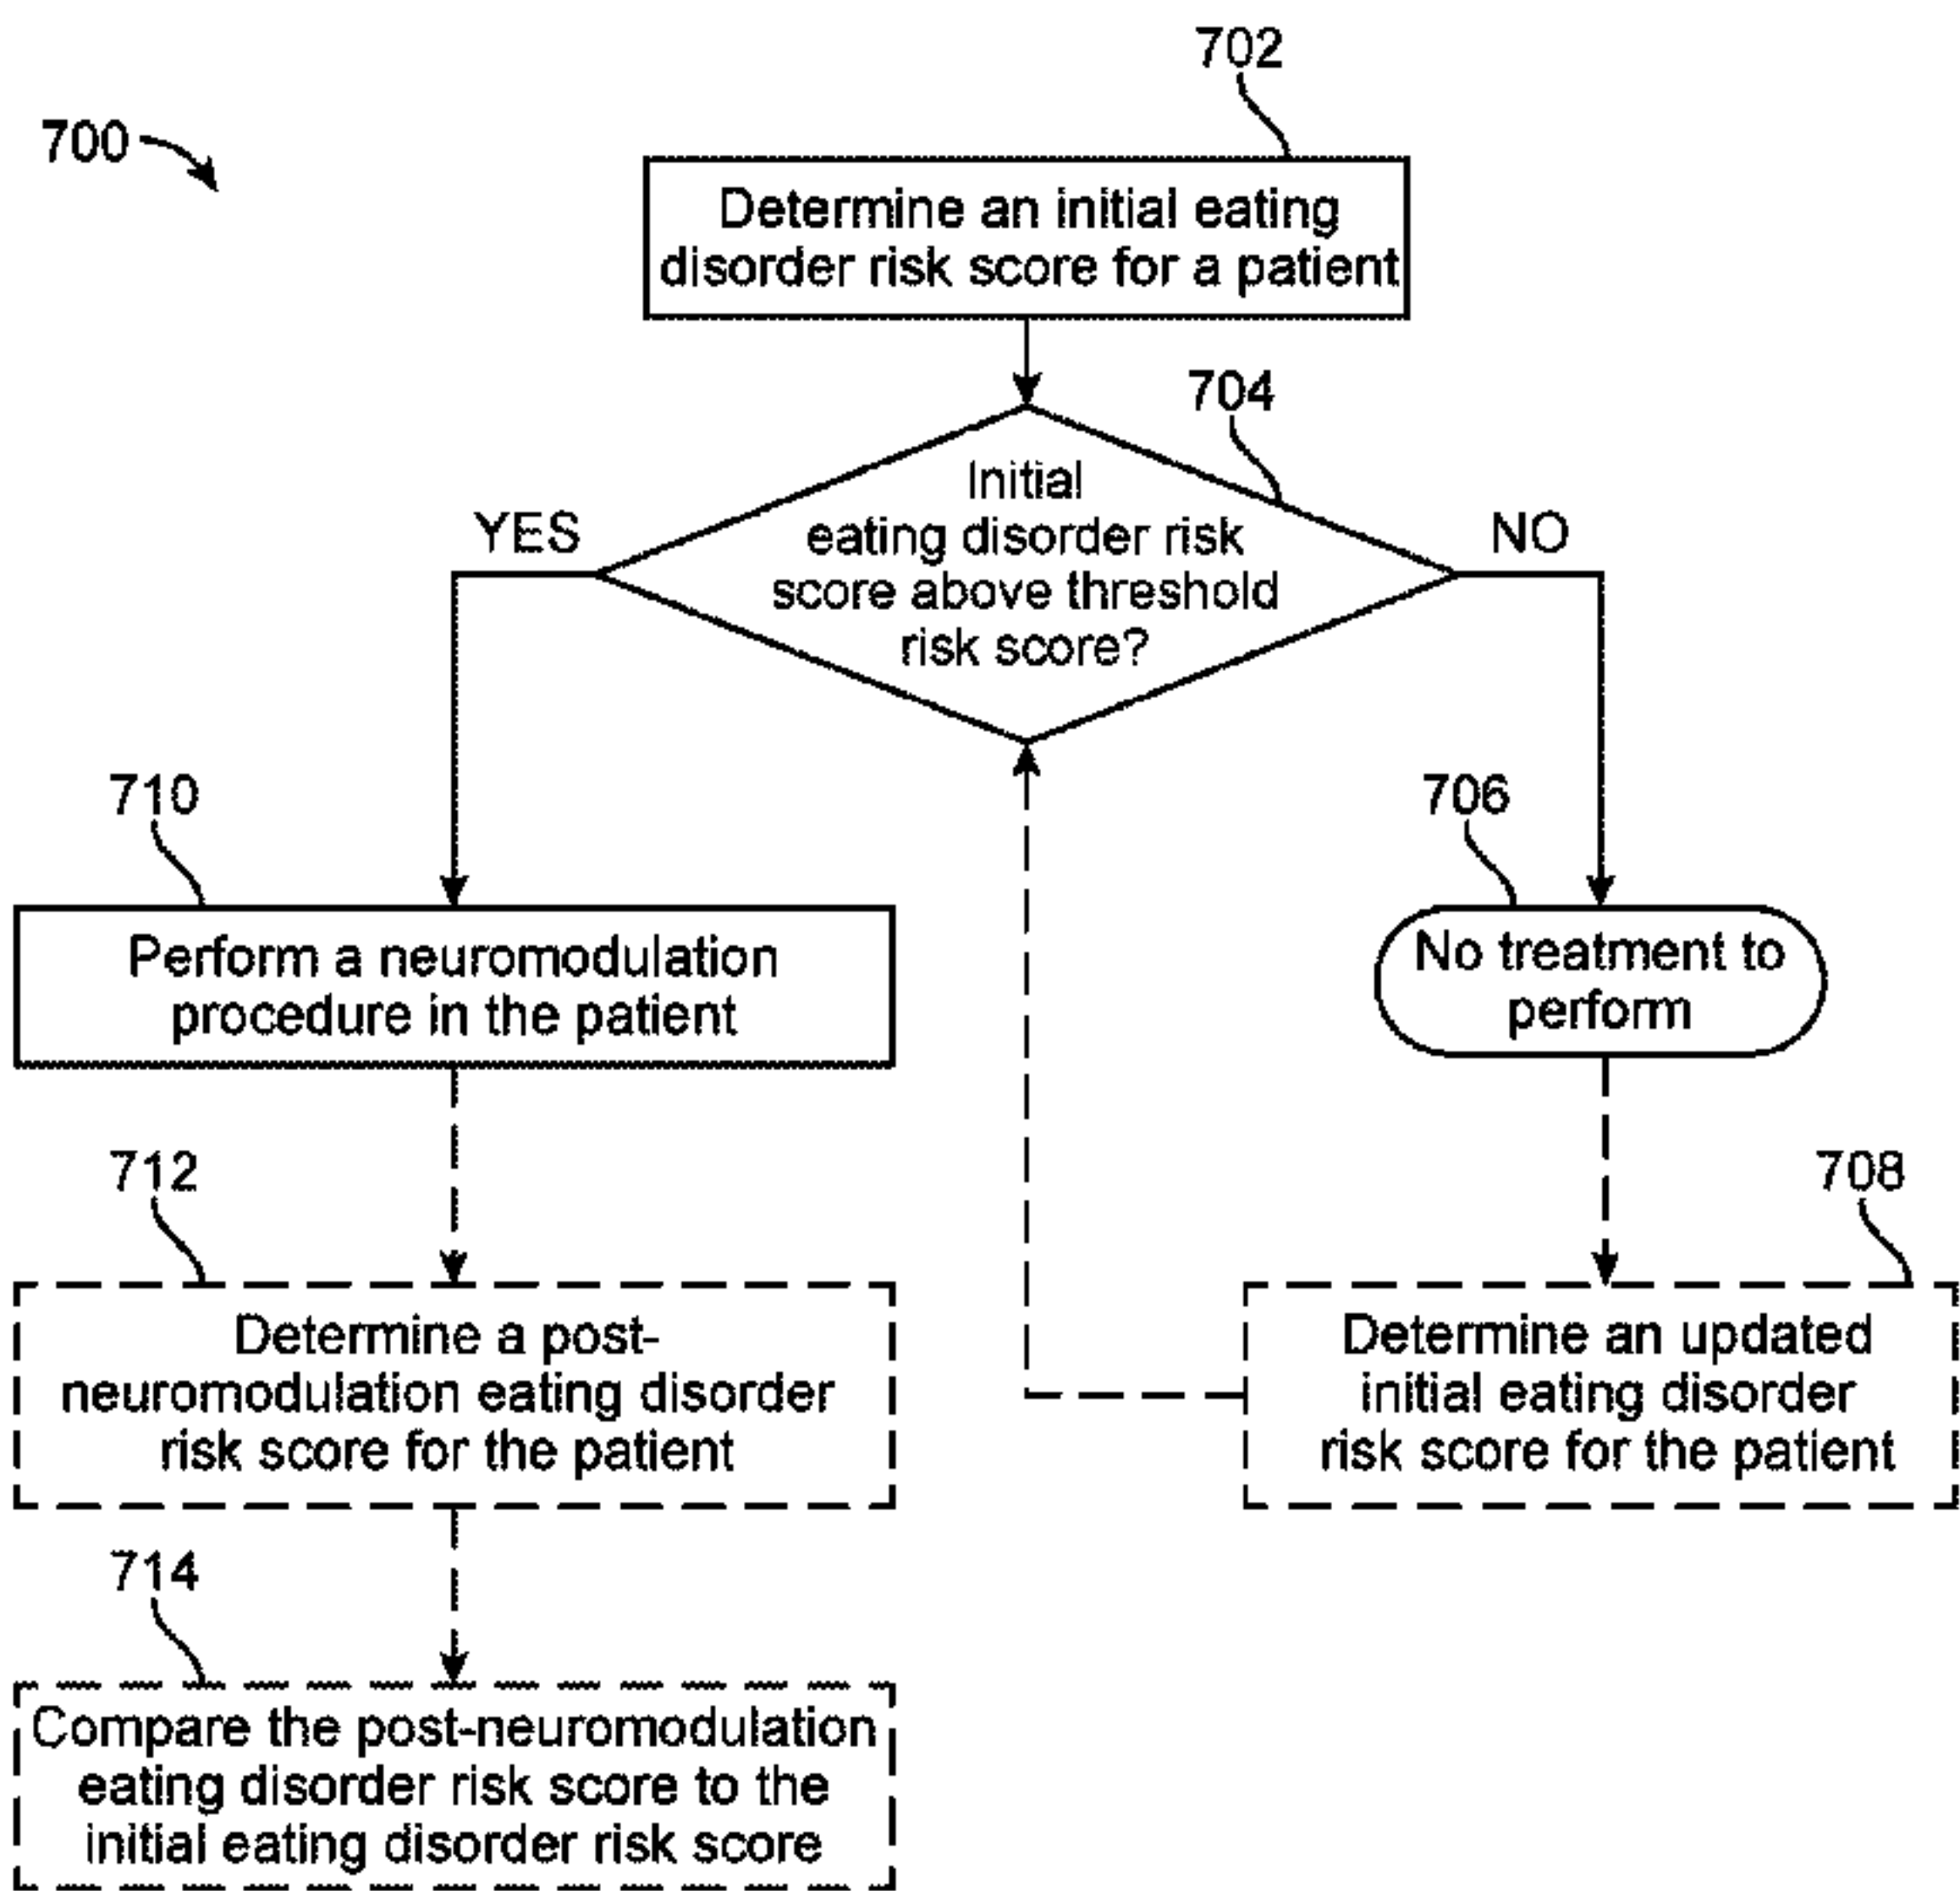 702
700
Determine an initial eating
disorder risk score for a patient
704
Initial
eating disorder risk
score above threshold
risk score?
YES
NO
710
706
Perform a neuromodulation
procedure in the patient
No treatment to
perform
712
708
Determine a post-
neuromodulation eating disorder
risk score for the patient
Determine an updated
initial eating disorder
risk score for the patient
714
Compare the post-neuromodulation
eating disorder risk score to the
initial eating disorder risk score